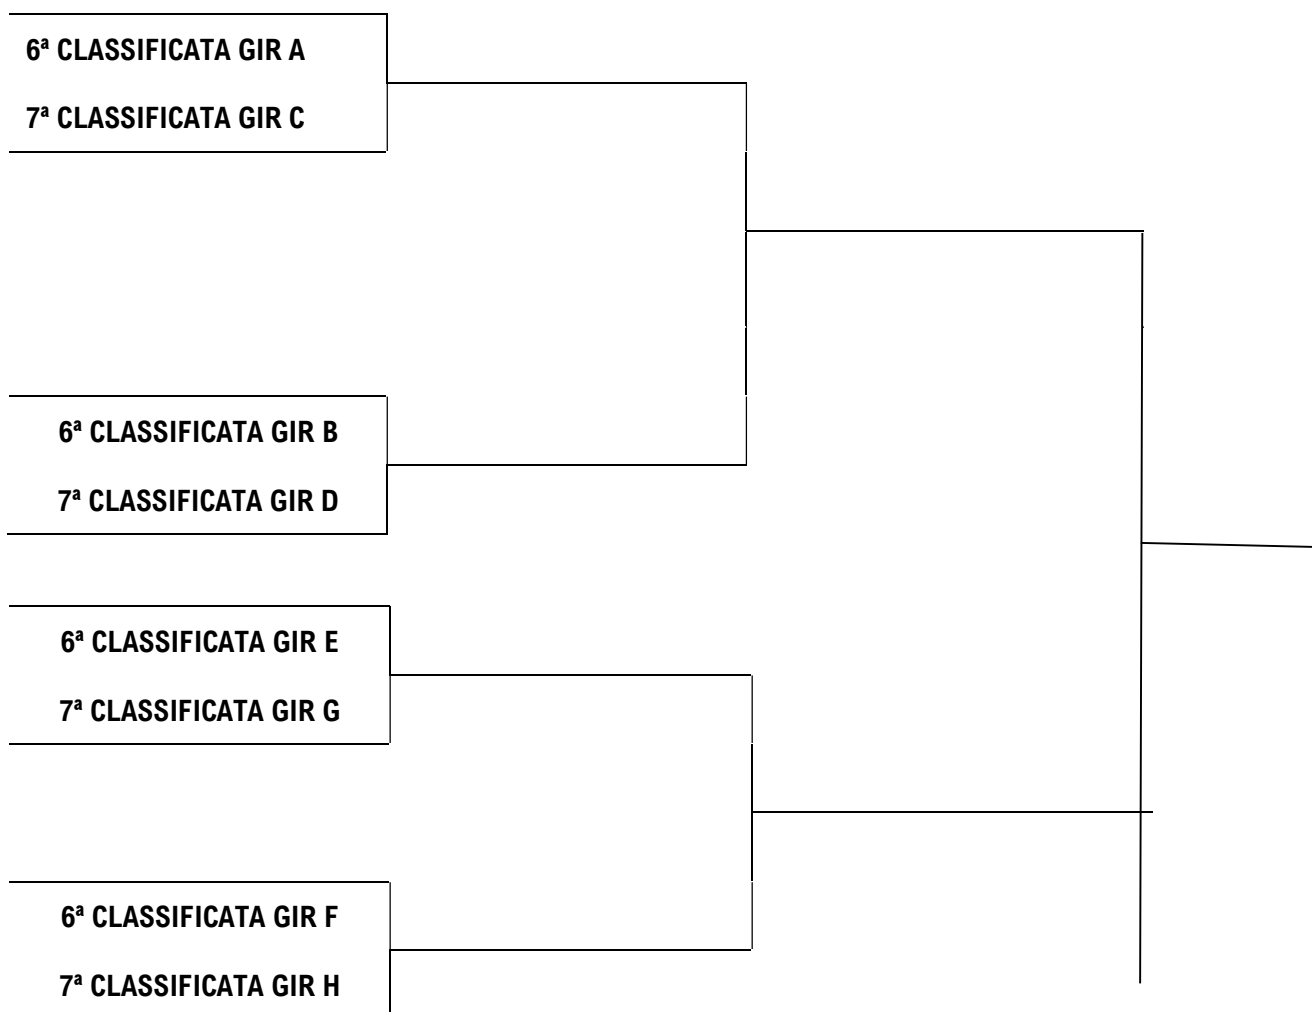 6ª CLASSIFICATA GIR A
7ª CLASSIFICATA GIR C
6ª CLASSIFICATA GIR B
7ª CLASSIFICATA GIR D
6ª CLASSIFICATA GIR E
7ª CLASSIFICATA GIR G
6ª CLASSIFICATA GIR F
7ª CLASSIFICATA GIR H